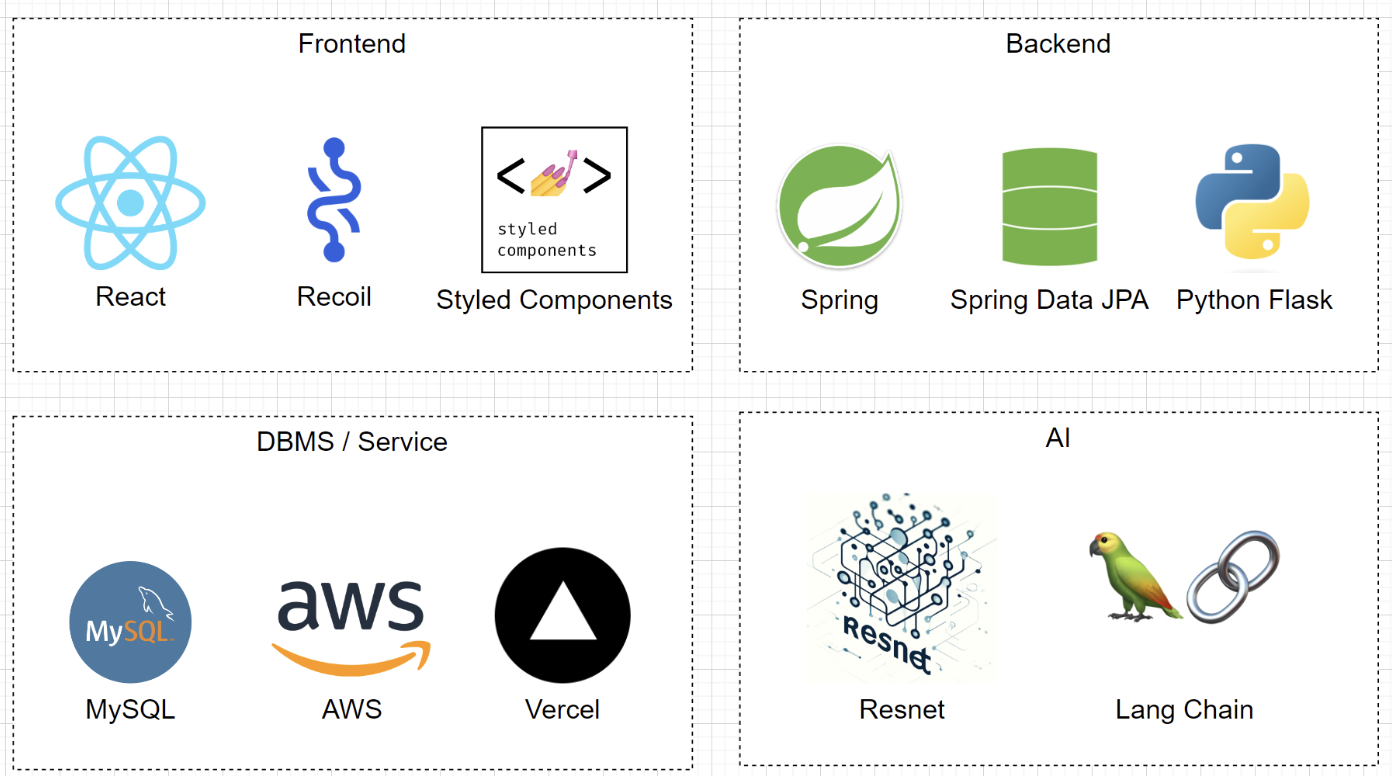 Frontend
< >
styled
components
React
Recoil
Styled Components
Backend
Spring
Spring Data JPA
Python Flask
DBMS / Service
MySQL
aws
MySQL
AWS
Vercel
AI
Resnet
Resnet
Lang Chain